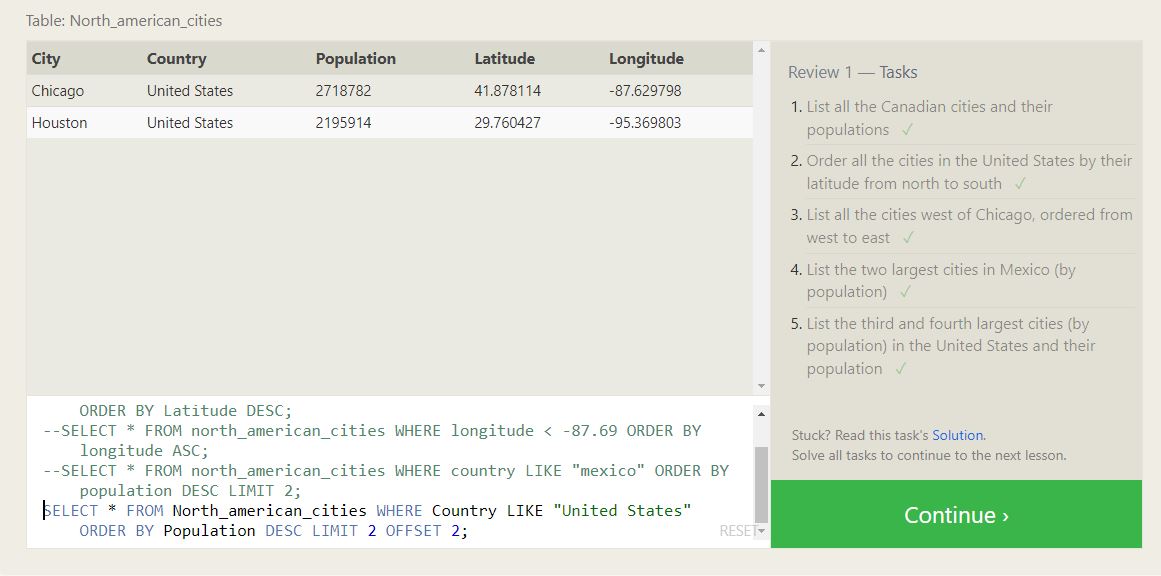 Table: North_american_cities
City Country Population Latitude Longitude
Chicago United States 2718782 41.878114 -87.629798
Houston United States 2195914 29.760427 -95.369803
ORDER BY Latitude DESC;
--SELECT * FROM north_american_cities WHERE longitude < -87.69 ORDER BY
longitude ASC;
--SELECT * FROM north_american_cities WHERE country LIKE "mexico" ORDER BY
population DESC LIMIT 2;
SELECT * FROM North_american_cities WHERE Country LIKE "United States"
ORDER BY Population DESC LIMIT 2 OFFSET 2;
RESET
Review 1 — Tasks
1. List all the Canadian cities and their
populations ✓
2. Order all the cities in the United States by their
latitude from north to south ✓
3. List all the cities west of Chicago, ordered from
west to east ✓
4. List the two largest cities in Mexico (by
population) ✓
5. List the third and fourth largest cities (by
population) in the United States and their
population ✓
Stuck? Read this task's Solution.
Solve all tasks to continue to the next lesson.
Continue ›